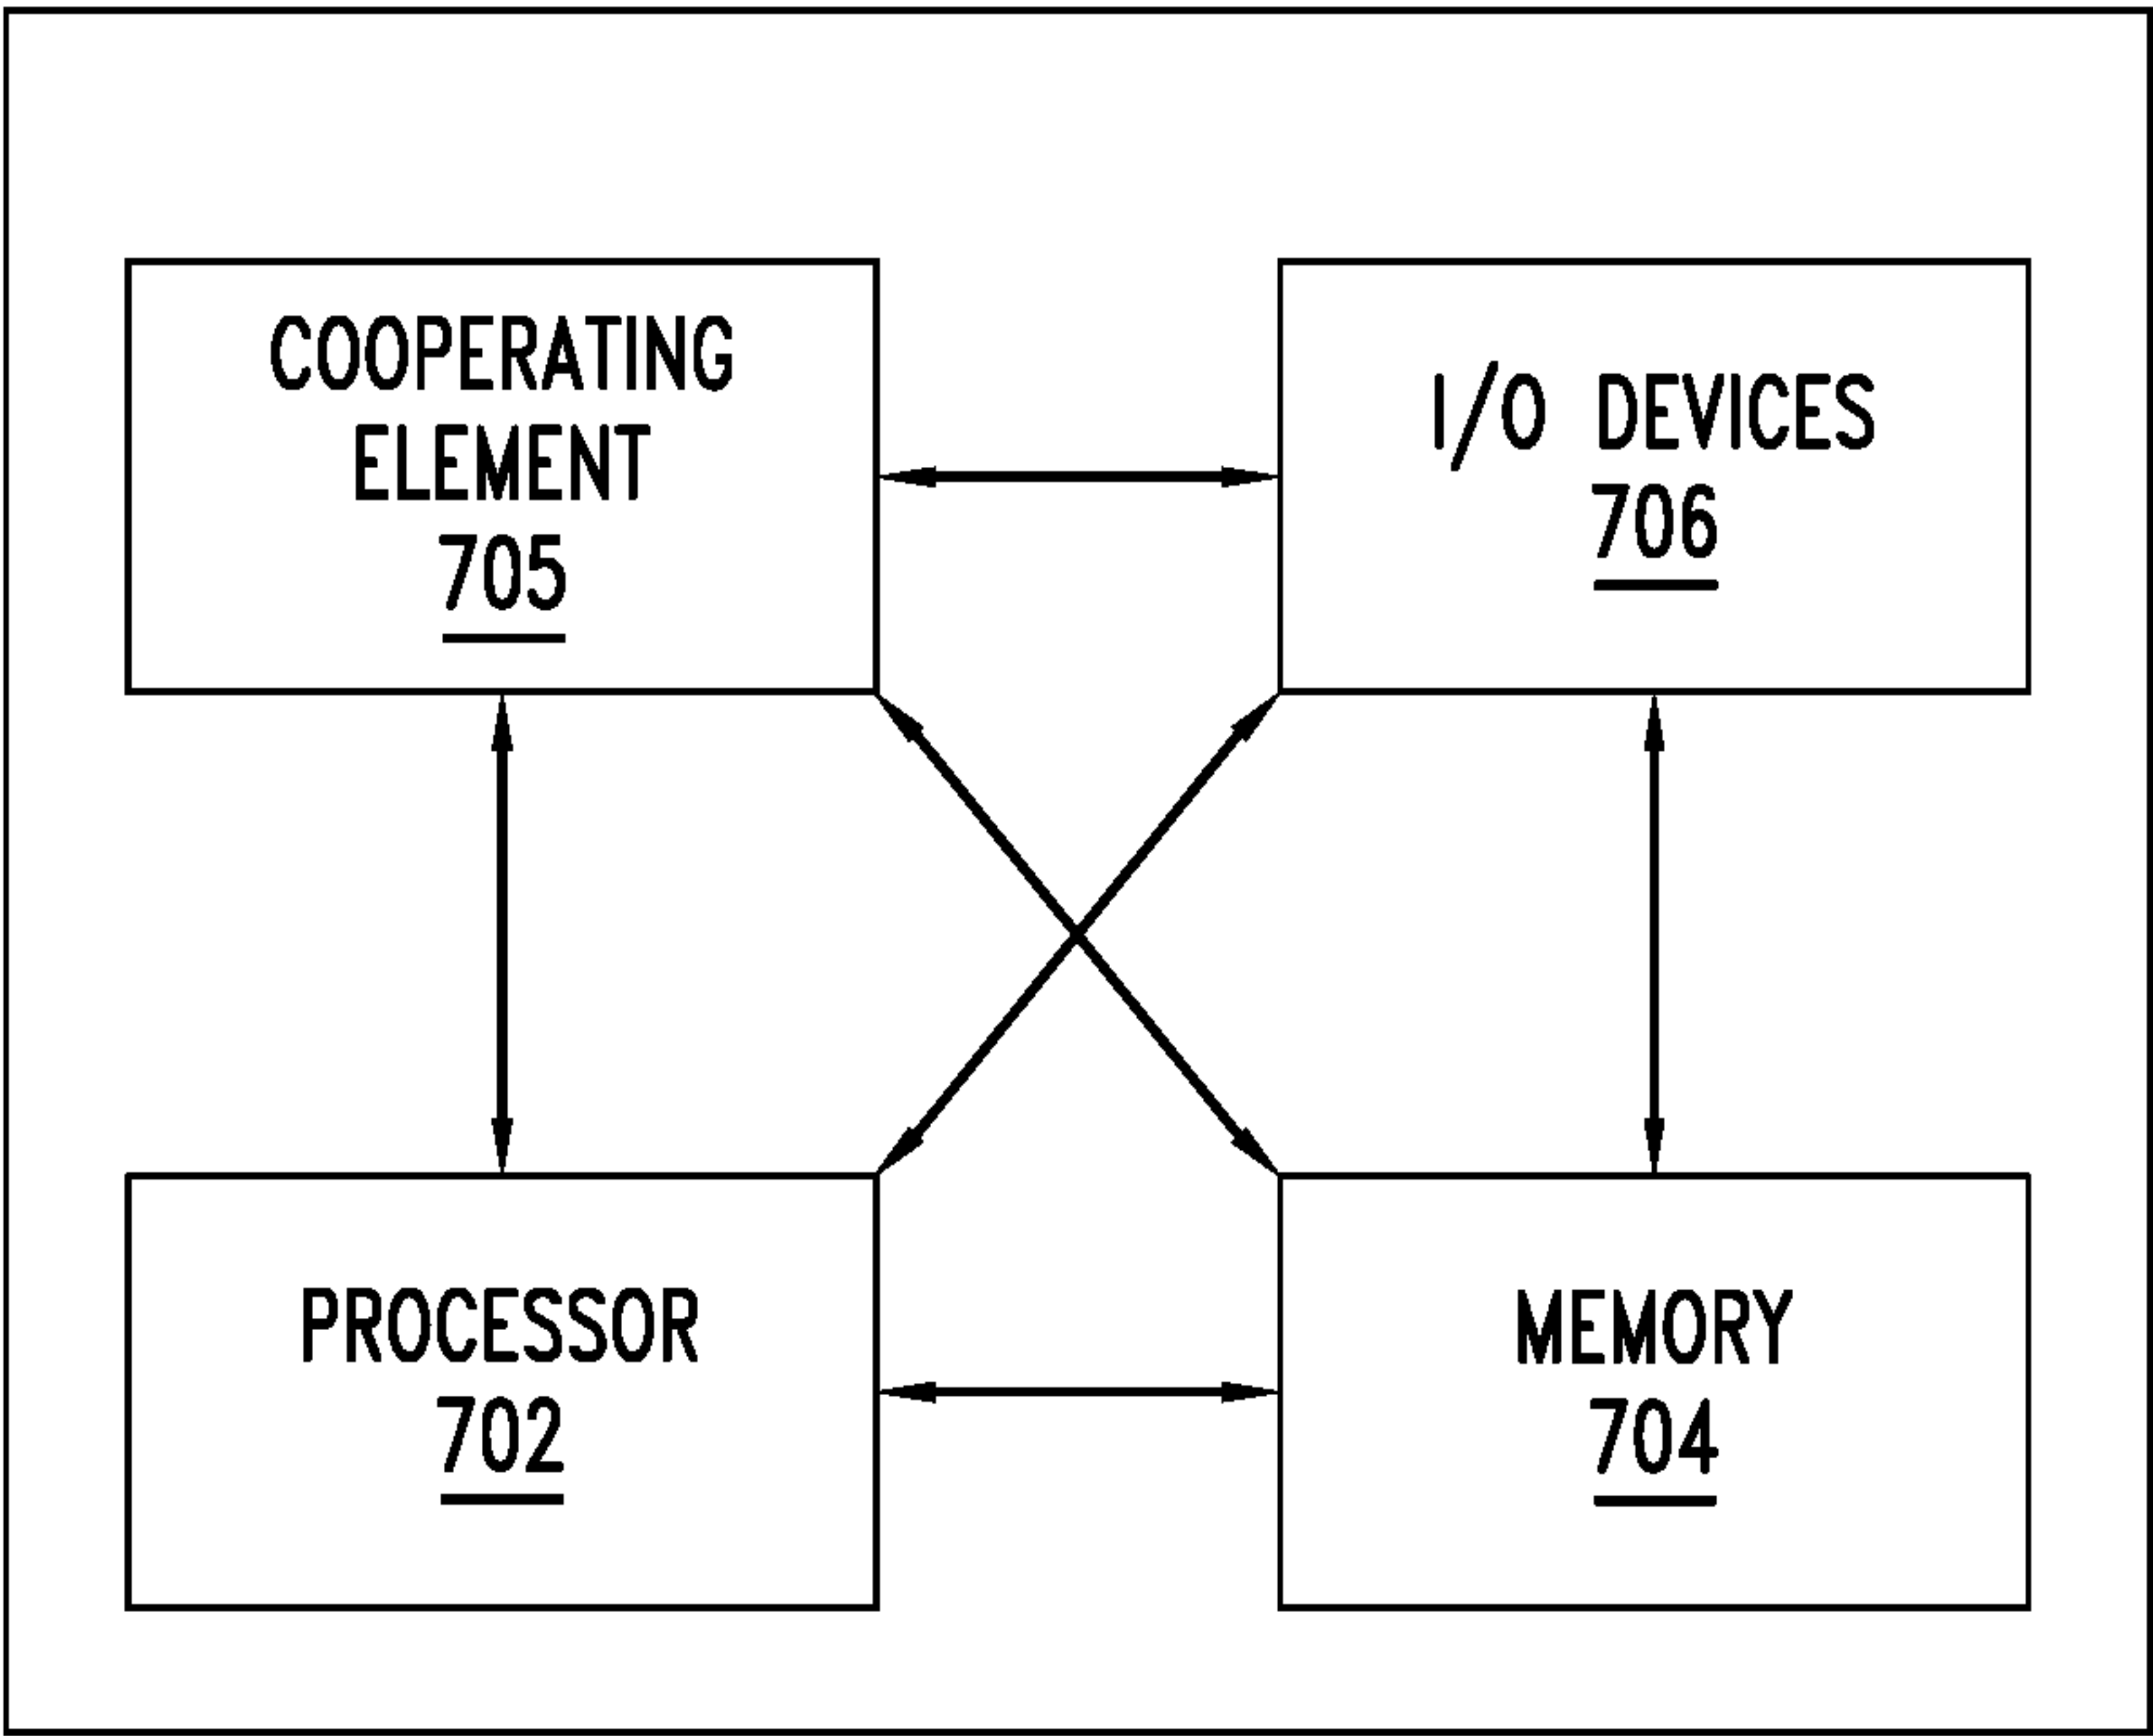 COOPERATING
ELEMENT
705
I/O DEVICES
706
PROCESSOR
702
MEMORY
704